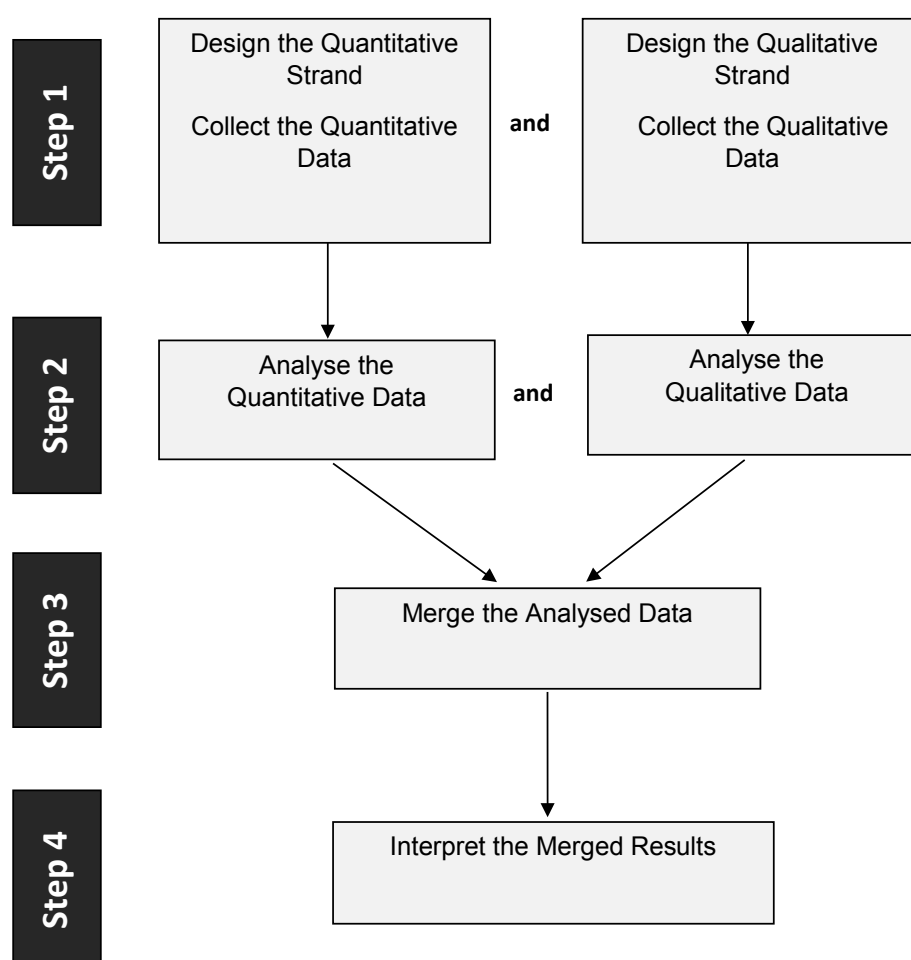 Step 1
Design the Quantitative
Strand
Collect the Quantitative
Data
and
Design the Qualitative
Strand
Collect the Qualitative
Data
Step 2
Analyse the
Quantitative Data
and
Analyse the
Qualitative Data
Step 3
Merge the Analysed Data
Step 4
Interpret the Merged Results